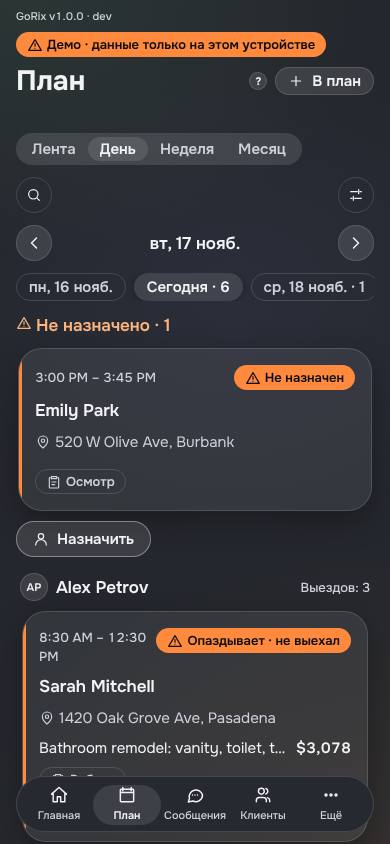 GoRix v1.0.0 · dev
Демо · данные только на этом устройстве
План
?
В план
Лента
День
Неделя
Месяц
вт, 17 нояб.
пн, 16 нояб.
Сегодня · 6
ср, 18 нояб. · 1
Не назначено · 1
3:00 PM – 3:45 PM
Не назначен
Emily Park
520 W Olive Ave, Burbank
Осмотр
Назначить
AP
Alex Petrov
Выездов: 3
8:30 AM – 12:30
PM
Опаздывает · не выехал
Sarah Mitchell
1420 Oak Grove Ave, Pasadena
Bathroom remodel: vanity, toilet, t...
$3,078
Главная
План
Сообщения
Клиенты
Ещё